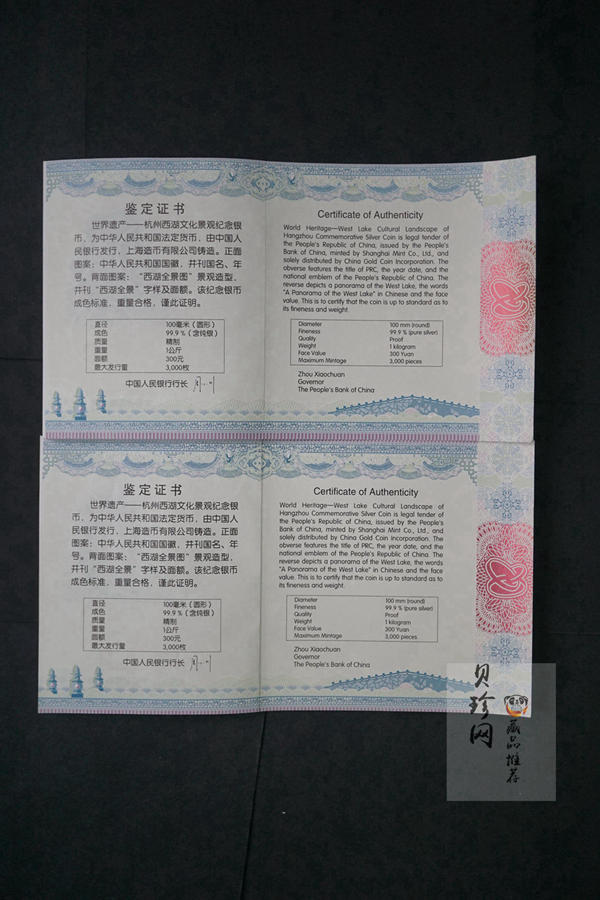 鉴定证书
世界遗产——杭州西湖文化景观纪念银
币，为中华人民共和国法定货币，由中国人
民银行发行，上海造币有限公司铸造。正面
图案：中华人民共和国国徽，并刊国名、年
号。背面图案：“西湖全景图”景观造型，
并刊“西湖全景”字样及面额。该纪念银币
成色标准，重量合格，谨此证明。
直径 100毫米（圆形）
成色 99.9％（含纯银）
质量 精制
重量 1公斤
面额 300元
最大发行量 3,000枚
中国人民银行行长
Certificate of Authenticity
World Heritage—West Lake Cultural Landscape of
Hangzhou Commemorative Silver Coin is legal tender of
the People's Republic of China, issued by the People's
Bank of China, minted by Shanghai Mint Co., Ltd., and
solely distributed by China Gold Coin Incorporation. The
obverse features the title of PRC, the year date, and the
national emblem of the People's Republic of China. The
reverse depicts a panorama of the West Lake, the words
"A Panorama of the West Lake" in Chinese and the face
value. This is to certify that the coin is up to standard as to
its fineness and weight.
Diameter 100 mm (round)
Fineness 99.9 % (pure silver)
Quality Proof
Weight 1 kilogram
Face Value 300 Yuan
Maximum Mintage 3,000 pieces
Zhou Xiaochuan
Governor
The People's Bank of China
鉴定证书
世界遗产——杭州西湖文化景观纪念银
币，为中华人民共和国法定货币，由中国人
民银行发行，上海造币有限公司铸造。正面
图案：中华人民共和国国徽，并刊国名、年
号。背面图案：“西湖全景图”景观造型，
并刊“西湖全景”字样及面额。该纪念银币
成色标准，重量合格，谨此证明。
直径 100毫米（圆形）
成色 99.9％（含纯银）
质量 精制
重量 1公斤
面额 300元
最大发行量 3,000枚
中国人民银行行长
Certificate of Authenticity
World Heritage—West Lake Cultural Landscape of
Hangzhou Commemorative Silver Coin is legal tender of
the People's Republic of China, issued by the People's
Bank of China, minted by Shanghai Mint Co., Ltd., and
solely distributed by China Gold Coin Incorporation. The
obverse features the title of PRC, the year date, and the
national emblem of the People's Republic of China. The
reverse depicts a panorama of the West Lake, the words
"A Panorama of the West Lake" in Chinese and the face
value. This is to certify that the coin is up to standard as to
its fineness and weight.
Diameter 100 mm (round)
Fineness 99.9 % (pure silver)
Quality Proof
Weight 1 kilogram
Face Value 300 Yuan
Maximum Mintage 3,000 pieces
Zhou Xiaochuan
Governor
The People's Bank of China
贝珍网
藏品推荐